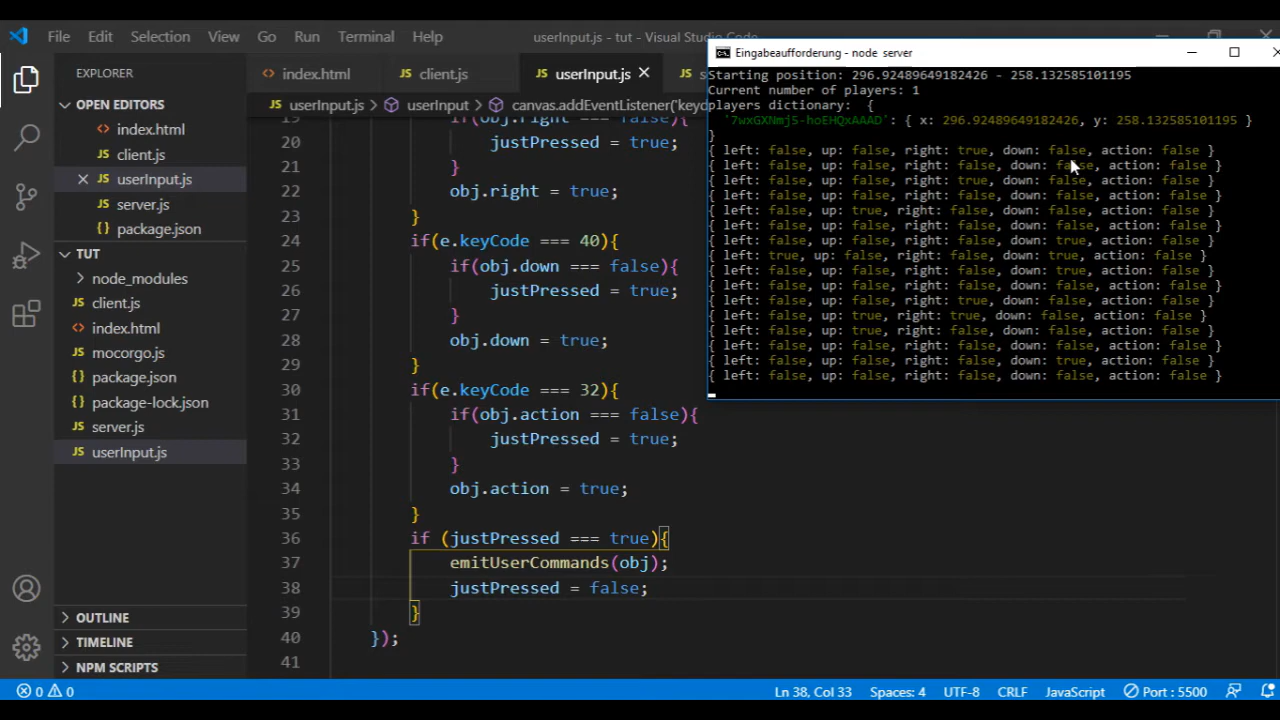 File Edit Selection View Go Run Terminal Help
userInput.js - tut - Visual Studio Code
EXPLORER
OPEN EDITORS
index.html
client.js
userInput.js
server.js
package.json
TUT
node_modules
client.js
index.html
mocorgo.js
package.json
package-lock.json
server.js
userInput.js
OUTLINE
TIMELINE
NPM SCRIPTS
index.html client.js userInput.js
userInput.js > userInput > canvas.addEventListener('keyd
19 if(obj.right === false){
20 justPressed = true;
21 }
22 obj.right = true;
23 }
24 if(e.keyCode === 40){
25 if(obj.down === false){
26 justPressed = true;
27 }
28 obj.down = true;
29 }
30 if(e.keyCode === 32){
31 if(obj.action === false){
32 justPressed = true;
33 }
34 obj.action = true;
35 }
36 if (justPressed === true){
37 emitUserCommands(obj);
38 justPressed = false;
39 }
40 });
41
Eingabeaufforderung - node server
Starting position: 296.92489649182426 - 258.132585101195
Current number of players: 1
players dictionary: {
'7wxGXNmj5-hoEHQxAAAD': { x: 296.92489649182426, y: 258.132585101195 }
}
{ left: false, up: false, right: true, down: false, action: false }
{ left: false, up: false, right: false, down: false, action: false }
{ left: false, up: false, right: true, down: false, action: false }
{ left: false, up: false, right: false, down: false, action: false }
{ left: false, up: true, right: false, down: false, action: false }
{ left: false, up: false, right: false, down: false, action: false }
{ left: false, up: false, right: false, down: true, action: false }
{ left: true, up: false, right: false, down: true, action: false }
{ left: false, up: false, right: false, down: true, action: false }
{ left: false, up: false, right: false, down: false, action: false }
{ left: false, up: false, right: true, down: false, action: false }
{ left: false, up: true, right: true, down: false, action: false }
{ left: false, up: true, right: false, down: false, action: false }
{ left: false, up: false, right: false, down: false, action: false }
{ left: false, up: false, right: false, down: true, action: false }
{ left: false, up: false, right: false, down: false, action: false }
0 0 Ln 38, Col 33 Spaces: 4 UTF-8 CRLF JavaScript Port : 5500